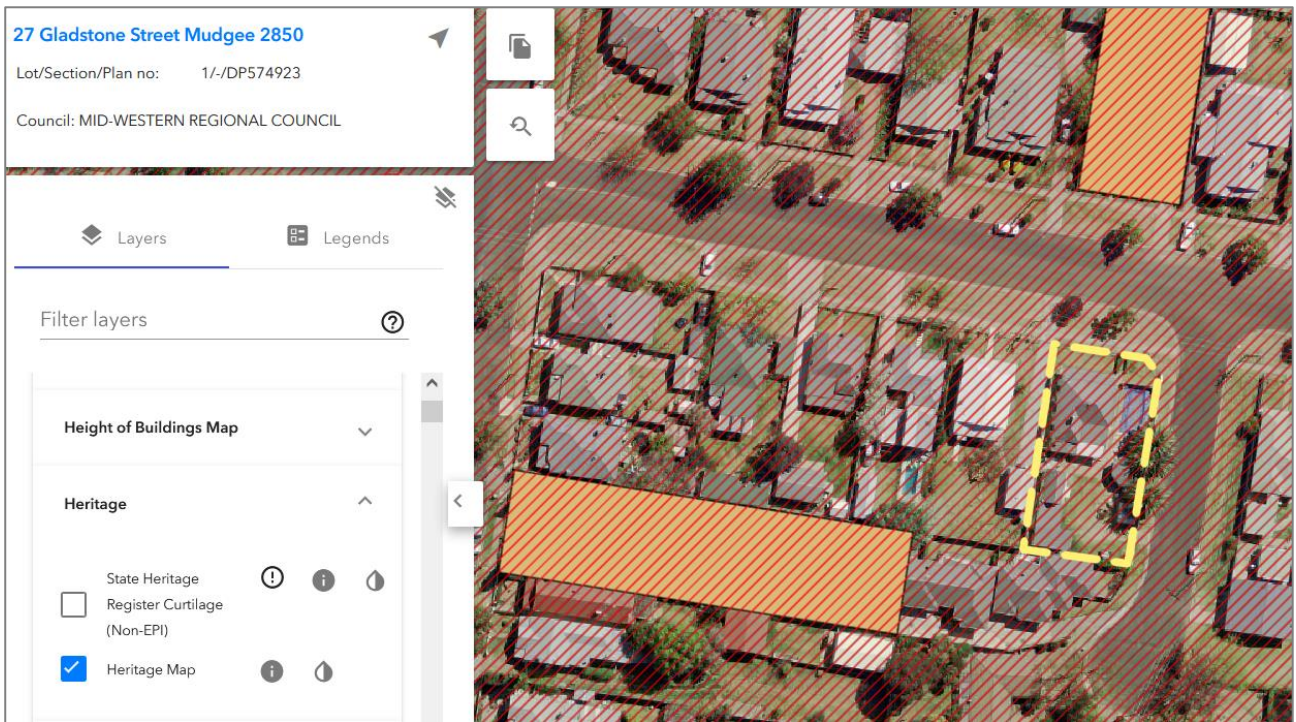 27 Gladstone Street Mudgee 2850
Lot/Section/Plan no: 1/-/DP574923
Council: MID-WESTERN REGIONAL COUNCIL
Layers
Legends
Filter layers
Height of Buildings Map
Heritage
State Heritage
Register Curtilage
(Non-EPI)
Heritage Map